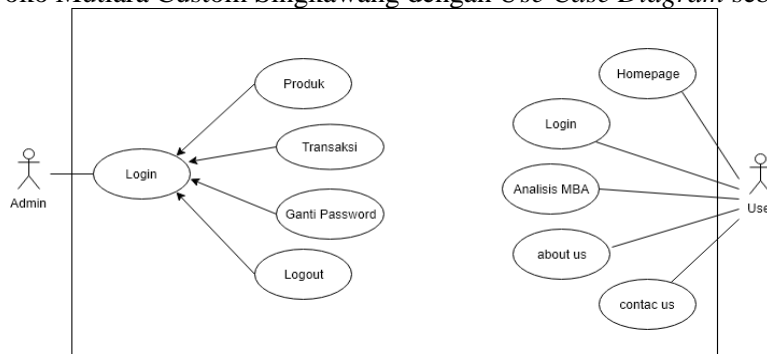 oko Mutiara Custom Singkawang dengan Use Case Diagram seb
Produk
Transaksi
Login
Admin
Ganti Password
Logout
Homepage
Login
Analisis MBA
Use
about us
contac us